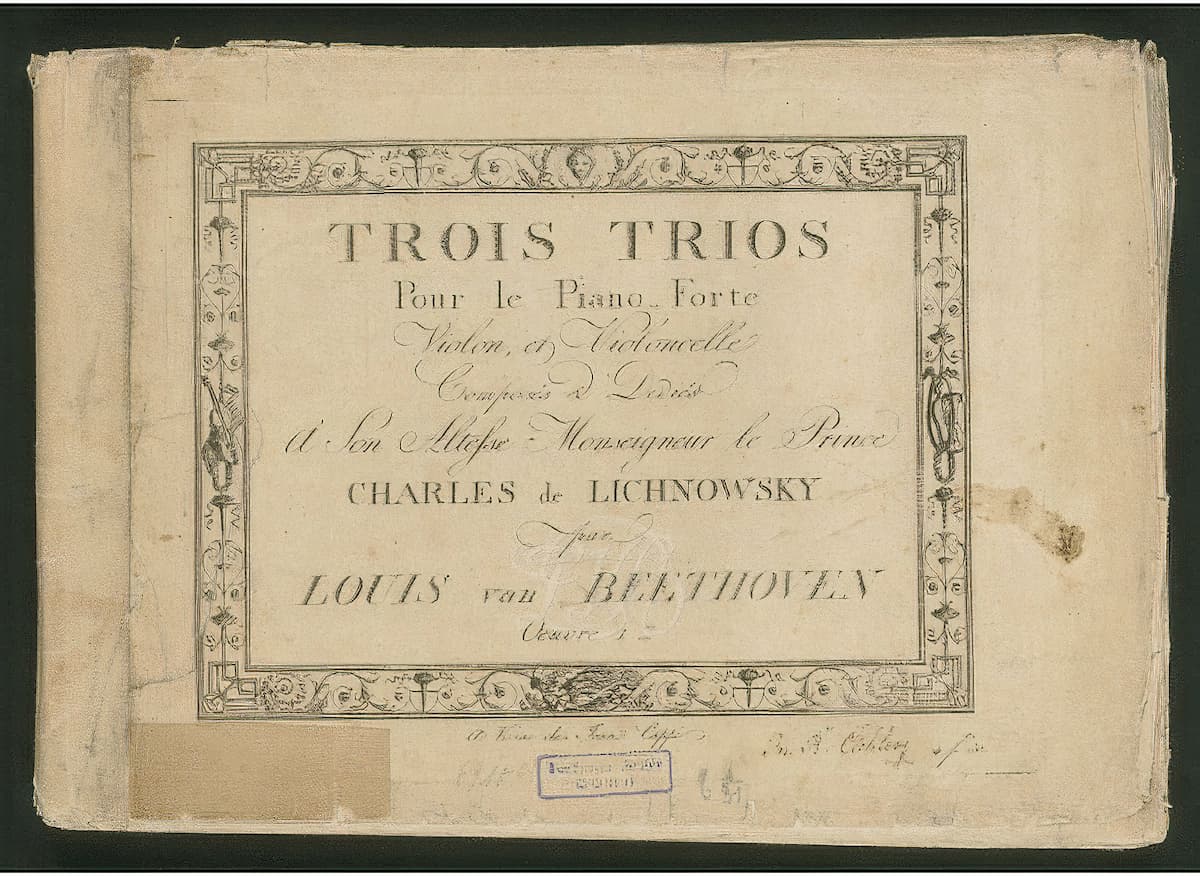 TROIS TRIOS
Pour le Piano-Forte
Violon, et Violoncelle
Composés & Dediés
A Son Altesse Monseigneur le Prince
CHARLES de LICHNOWSKY
par
LOUIS van BEETHOVEN
Oeuvre 1